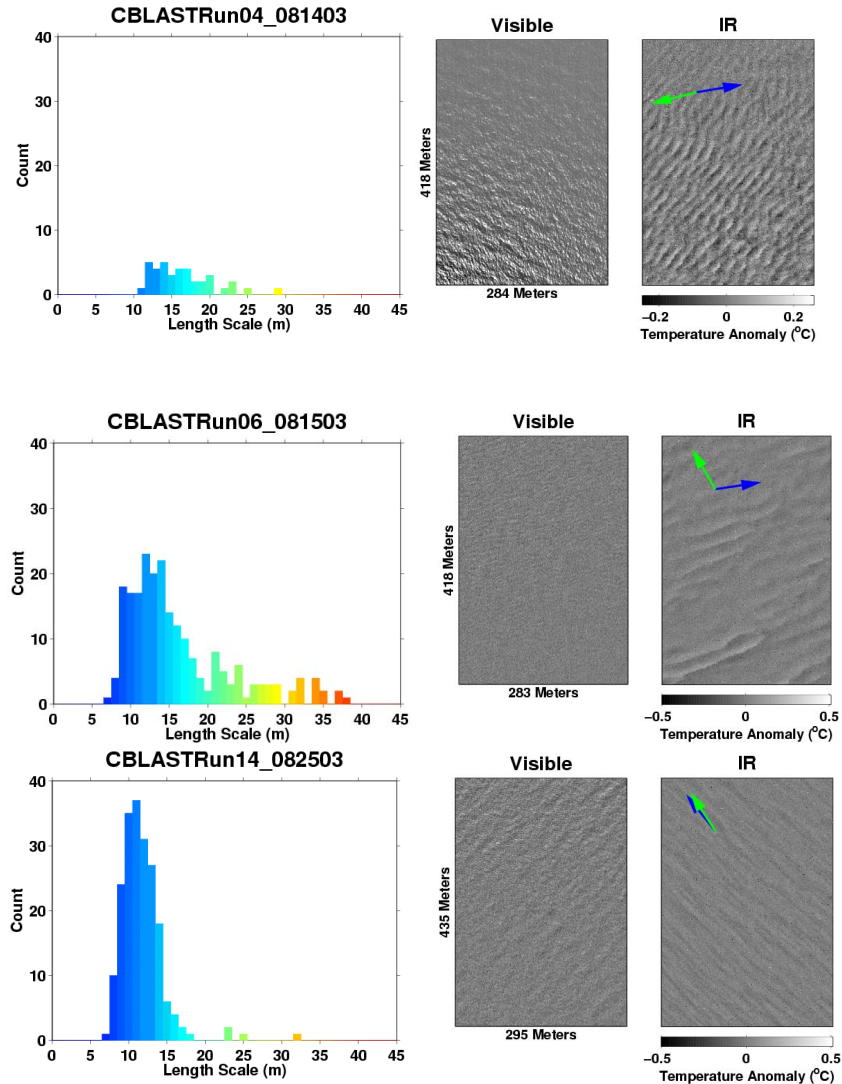 CBLASTRun04_081403
Visible
IR
40
30
20
10
0
Count
0 5 10 15 20 25 30 35 40 45
Length Scale (m)
418 Meters
284 Meters
−0.2 0 0.2
Temperature Anomaly (°C)
CBLASTRun06_081503
Visible
IR
40
30
20
10
0
Count
0 5 10 15 20 25 30 35 40 45
Length Scale (m)
418 Meters
283 Meters
−0.5 0 0.5
Temperature Anomaly (°C)
CBLASTRun14_082503
Visible
IR
40
30
20
10
0
Count
0 5 10 15 20 25 30 35 40 45
Length Scale (m)
435 Meters
295 Meters
−0.5 0 0.5
Temperature Anomaly (°C)